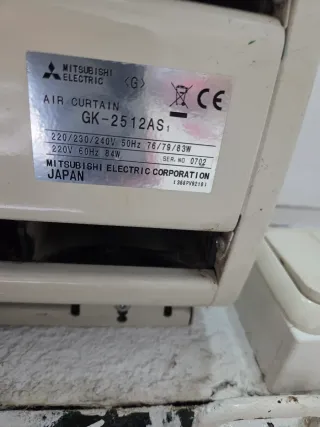 MITSUBISHI
ELECTRIC <G> CE
AIR CURTAIN
GK-2512AS1
220/230/240V 50Hz 76/79/83W
220V 60Hz 84W SER. NO. 0702
MITSUBISHI ELECTRIC CORPORATION
JAPAN